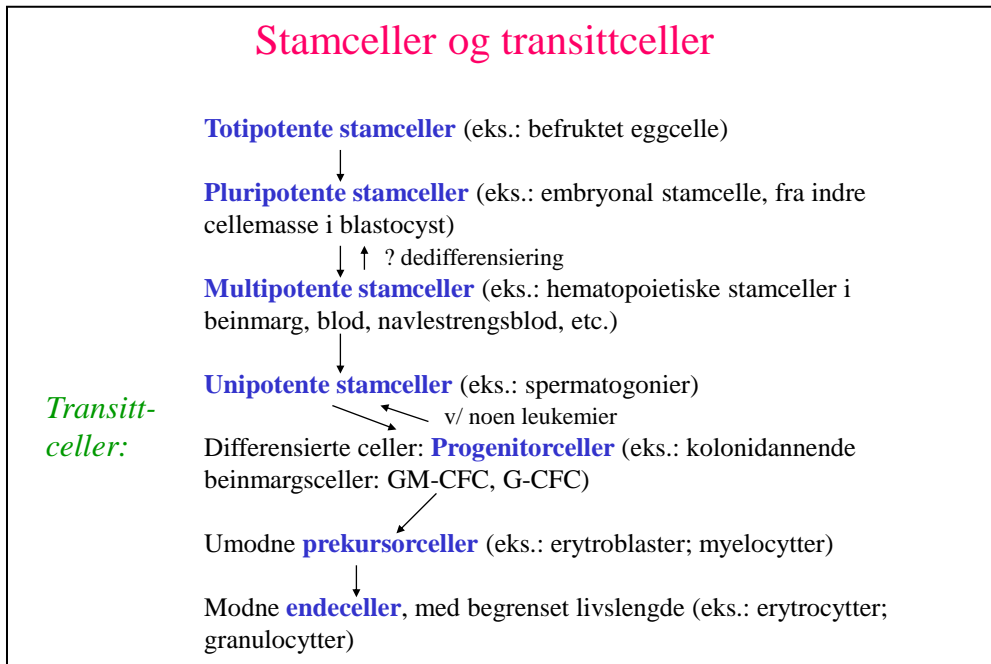 Stamceller og transittceller
Totipotente stamceller (eks.: befruktet eggcelle)
Pluripotente stamceller (eks.: embryonal stamcelle, fra indre
cellemasse i blastocyst)
? dedifferensiering
Multipotente stamceller (eks.: hematopoietiske stamceller i
beinmarg, blod, navlestrengsblod, etc.)
Unipotente stamceller (eks.: spermatogonier)
v/ noen leukemier
Transitt-
celler:
Differensierte celler: Progenitorceller (eks.: kolonidannende
beinmargsceller: GM-CFC, G-CFC)
Umodne prekursorceller (eks.: erytroblaster; myelocytter)
Modne endeceller, med begrenset livslengde (eks.: erytrocytter;
granulocytter)